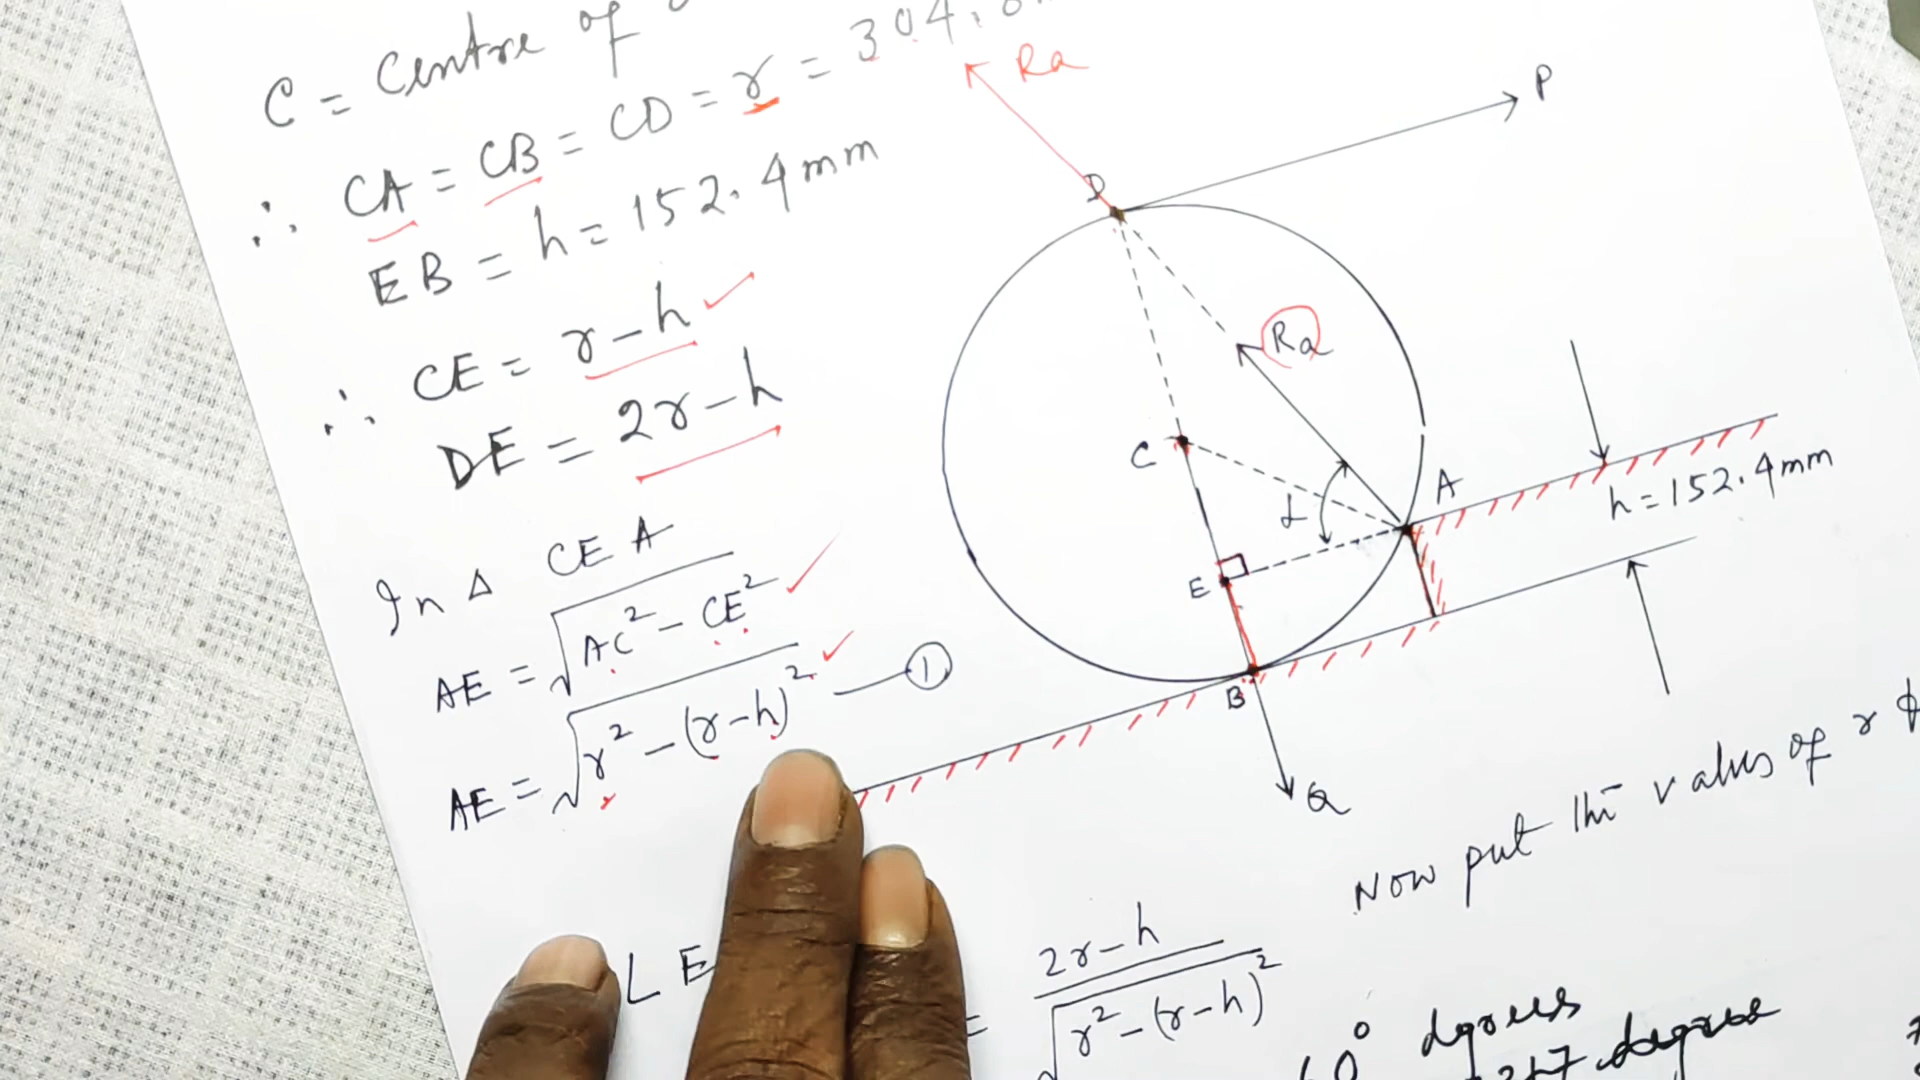 C = Centre of
∴ CA = CB = CD = r = 304.
EB = h = 152.4 mm
∴ CE = r-h
DE = 2r-h
In Δ CEA
AE = √(AC² - CE²)
AE = √(r² - (r-h)²) — ①
L E
= (2r-h)/√(r² - (r-h)²)
Ra
P
D
Ra
C
A
α
E
B
Q
h = 152.4 mm
Now put the values of r
degrees
degree